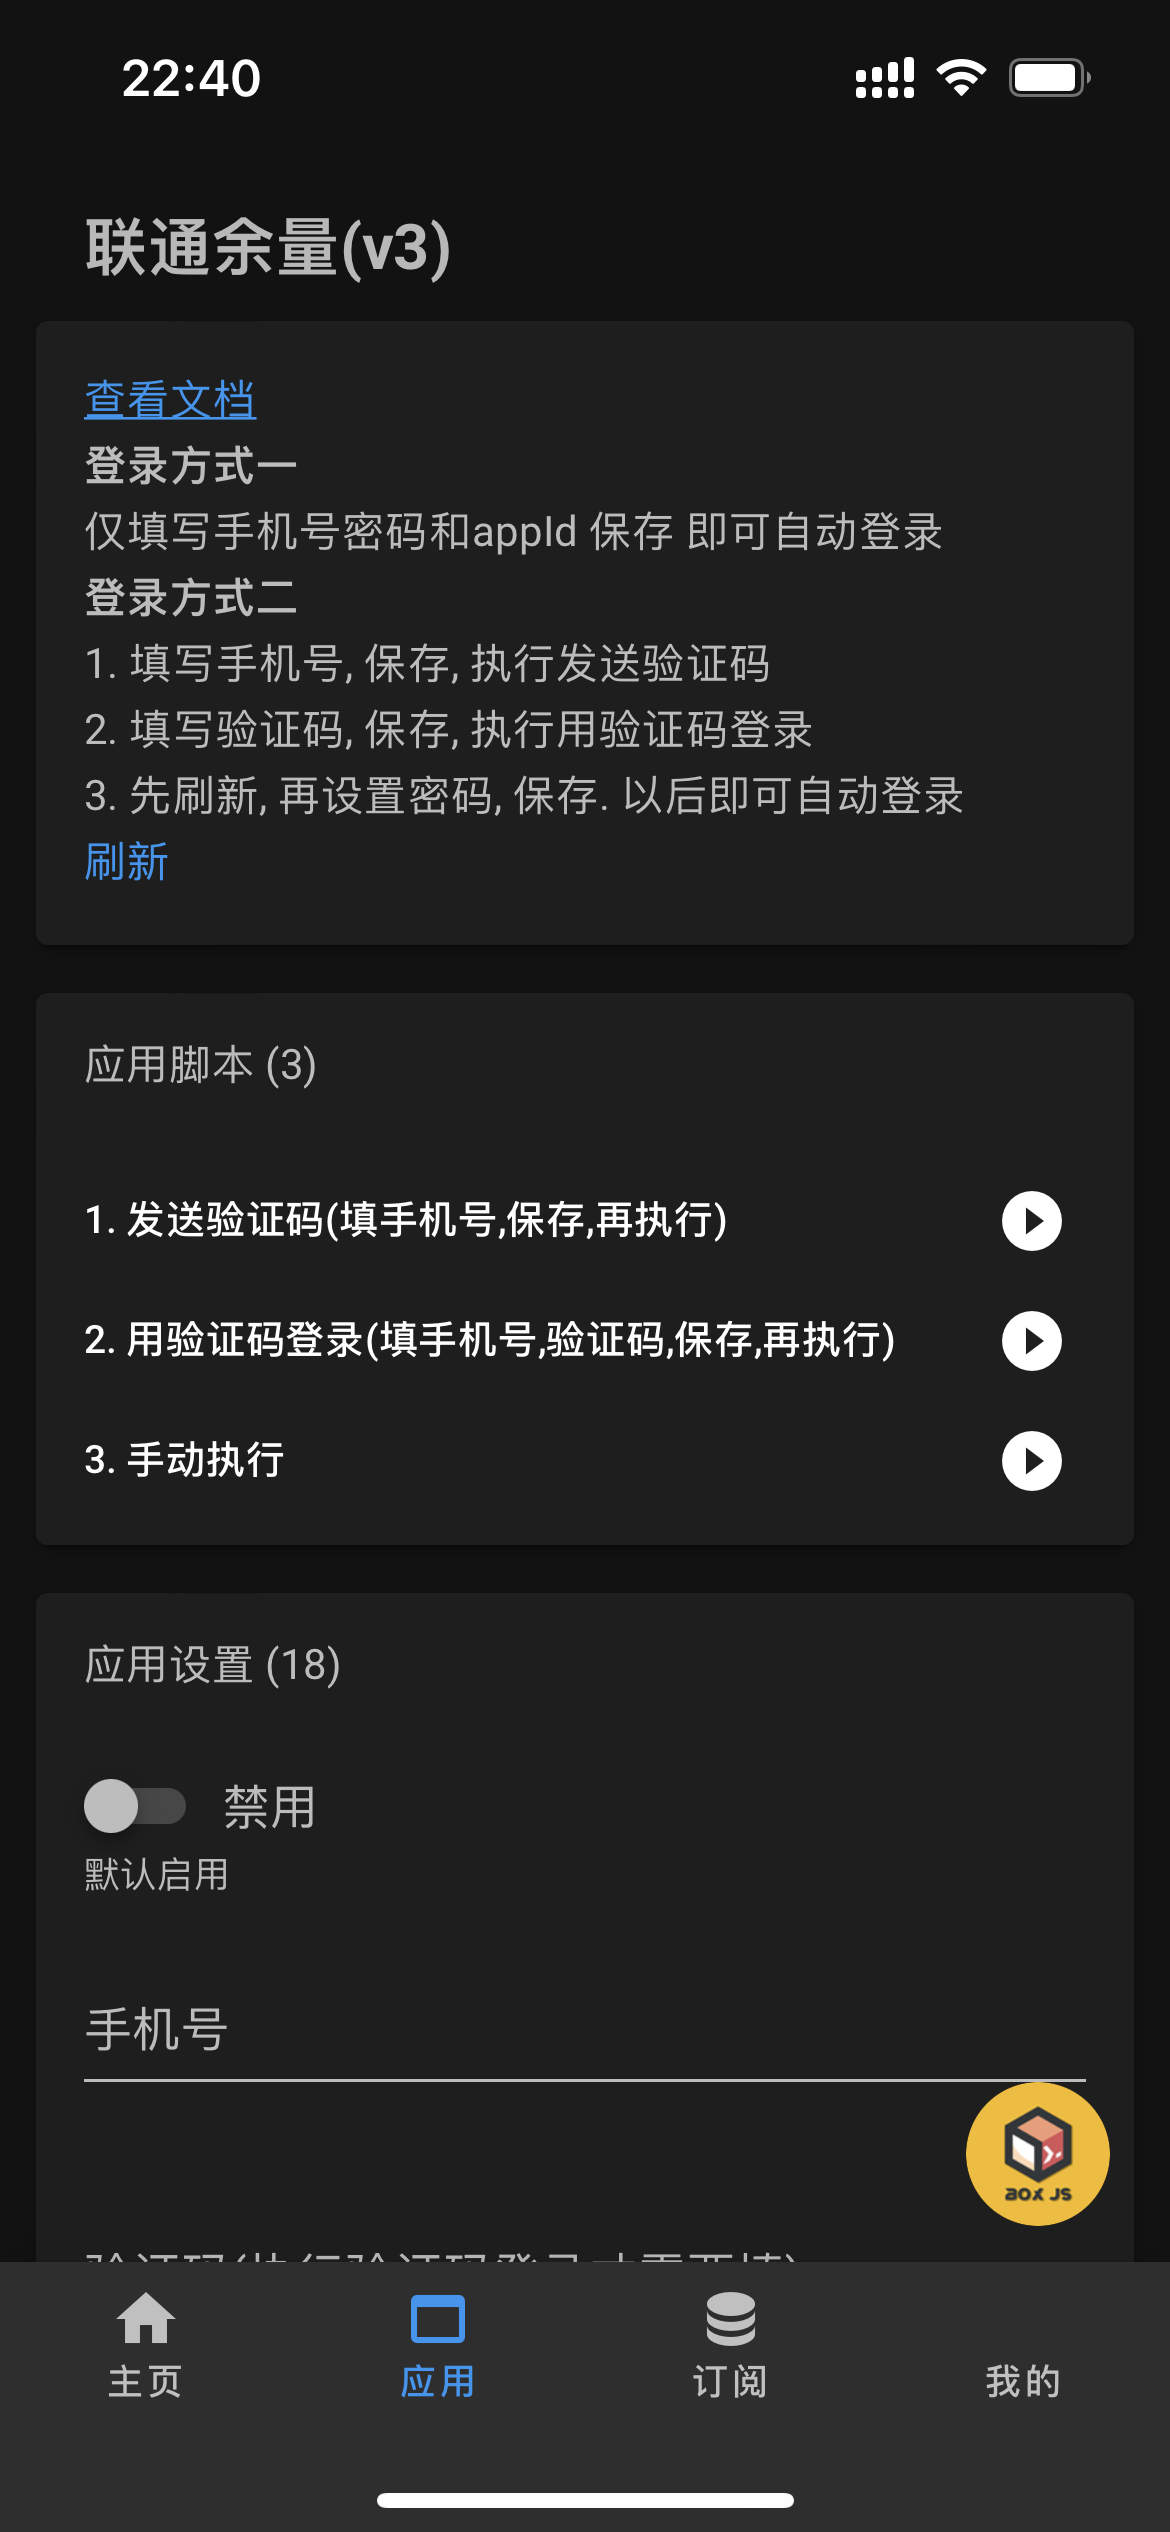 22:40
联通余量(v3)
查看文档
登录方式一
仅填写手机号密码和appId 保存 即可自动登录
登录方式二
1. 填写手机号, 保存, 执行发送验证码
2. 填写验证码, 保存, 执行用验证码登录
3. 先刷新, 再设置密码, 保存. 以后即可自动登录
刷新
应用脚本 (3)
1. 发送验证码(填手机号,保存,再执行)
2. 用验证码登录(填手机号,验证码,保存,再执行)
3. 手动执行
应用设置 (18)
禁用
默认启用
手机号
BOX JS
主页
应用
订阅
我的